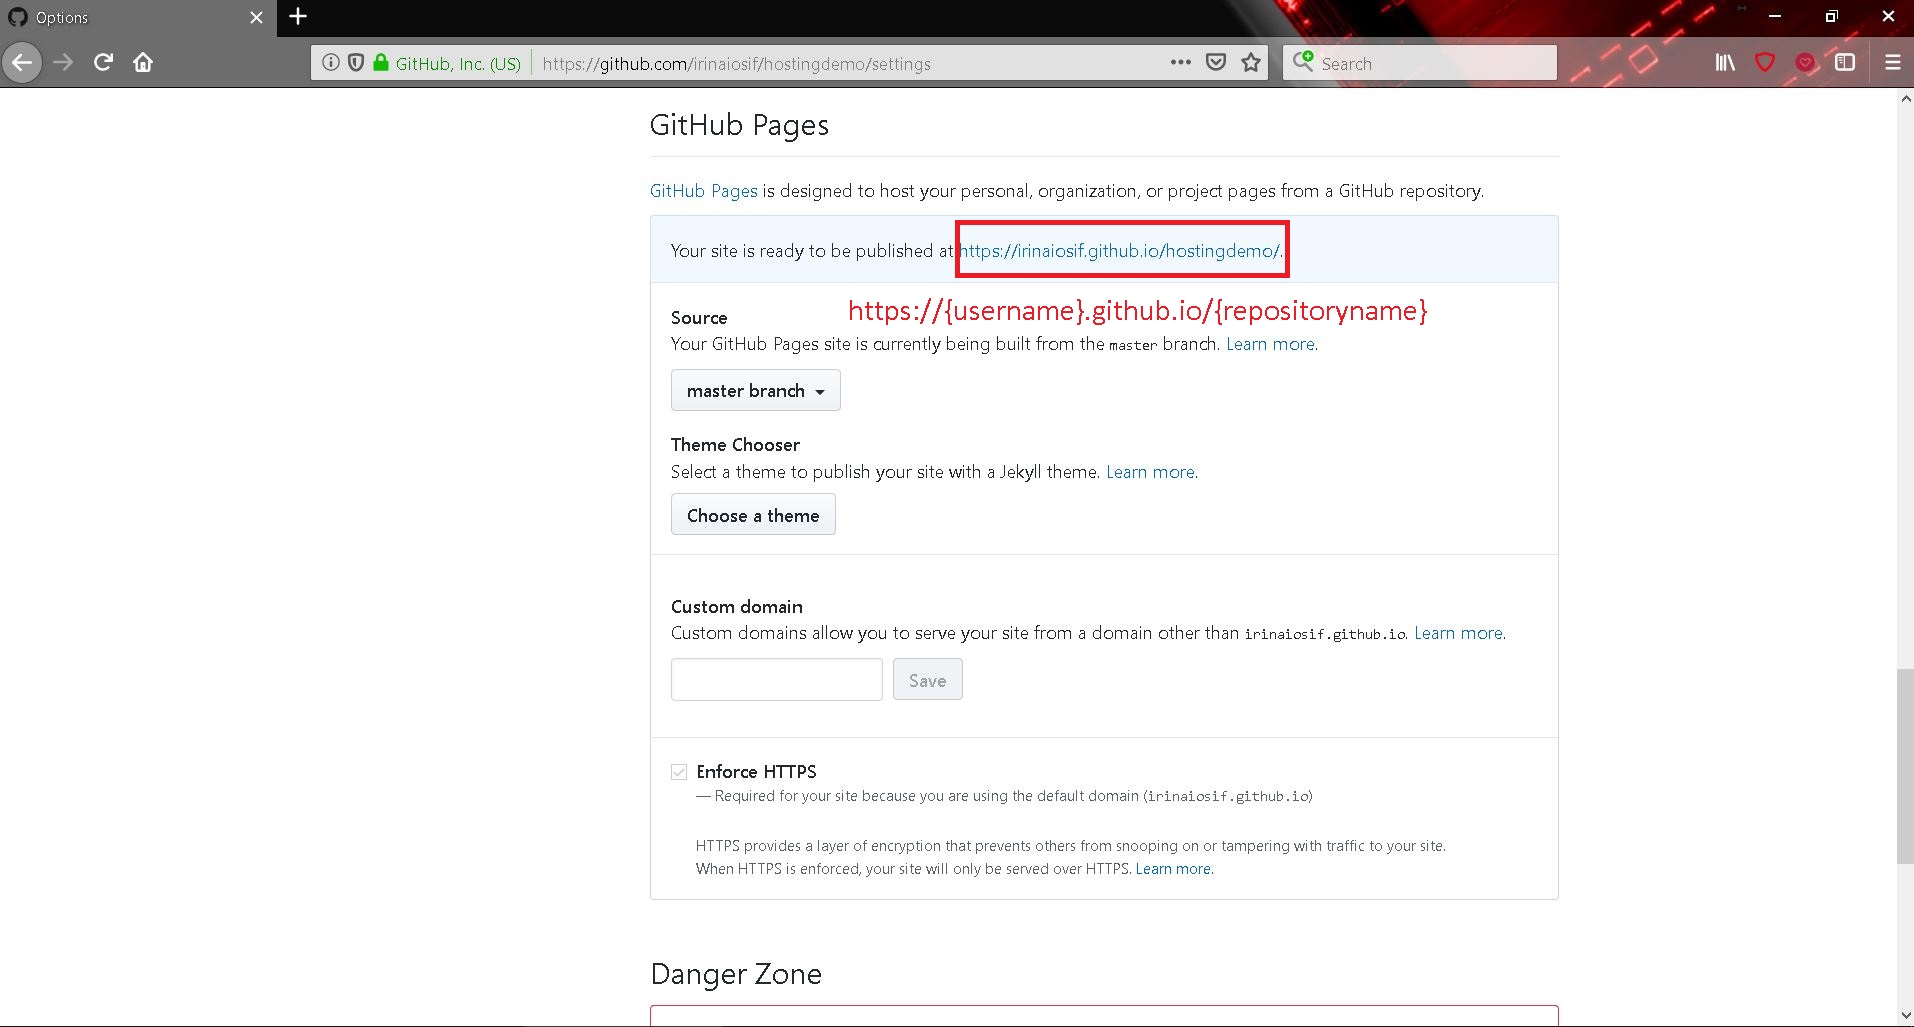 Options
GitHub, Inc. (US) https://github.com/irinaiosif/hostingdemo/settings
Search
GitHub Pages
GitHub Pages is designed to host your personal, organization, or project pages from a GitHub repository.
Your site is ready to be published at https://irinaiosif.github.io/hostingdemo/.
https://{username}.github.io/{repositoryname}
Source
Your GitHub Pages site is currently being built from the master branch. Learn more.
master branch
Theme Chooser
Select a theme to publish your site with a Jekyll theme. Learn more.
Choose a theme
Custom domain
Custom domains allow you to serve your site from a domain other than irinaiosif.github.io. Learn more.
Save
Enforce HTTPS
— Required for your site because you are using the default domain (irinaiosif.github.io)
HTTPS provides a layer of encryption that prevents others from snooping on or tampering with traffic to your site.
When HTTPS is enforced, your site will only be served over HTTPS. Learn more.
Danger Zone